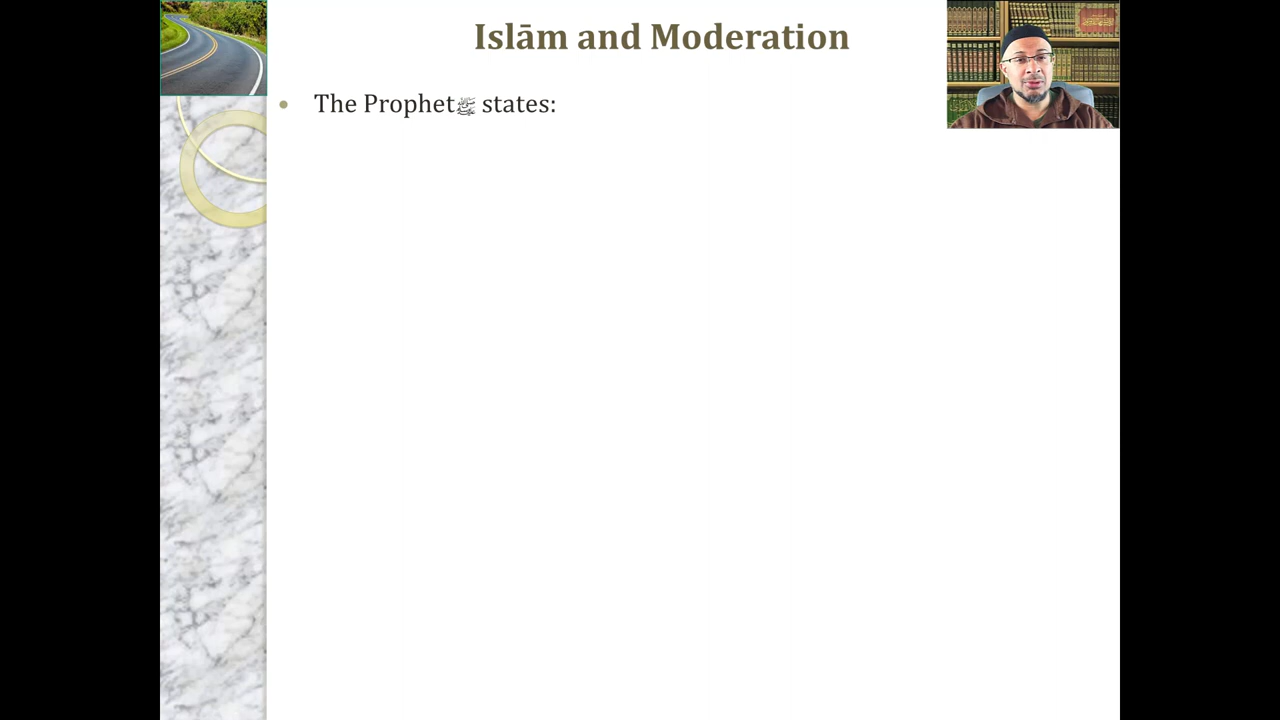 Islām and Moderation
The Prophet ﷺ states: